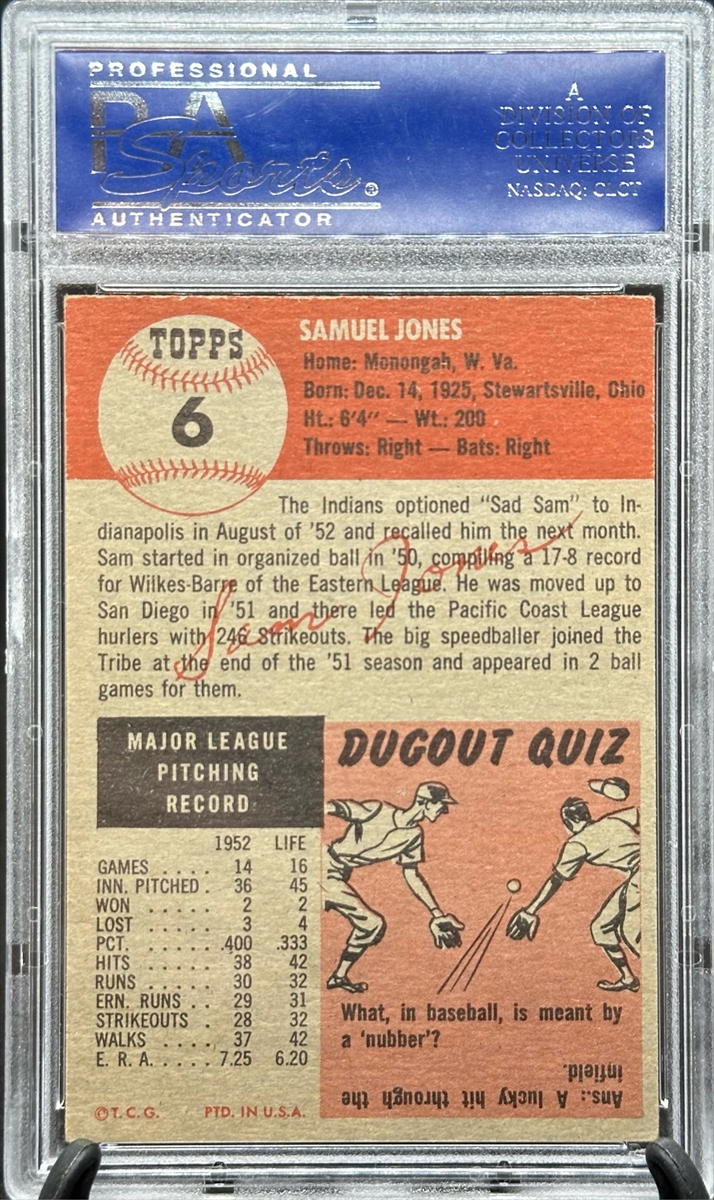 PROFESSIONAL
PSA
Sports ®
AUTHENTICATOR
A
DIVISION OF
COLLECTORS
UNIVERSE
NASDAQ: CLCT
TOPPS
6
SAMUEL JONES
Home: Monongah, W. Va.
Born: Dec. 14, 1925, Stewartsville, Ohio
Ht.: 6'4" — Wt.: 200
Throws: Right — Bats: Right
The Indians optioned "Sad Sam" to In-
dianapolis in August of '52 and recalled him the next month.
Sam started in organized ball in '50, compiling a 17-8 record
for Wilkes-Barre of the Eastern League. He was moved up to
San Diego in '51 and there led the Pacific Coast League
hurlers with 246 Strikeouts. The big speedballer joined the
Tribe at the end of the '51 season and appeared in 2 ball
games for them.
Sam Jones
MAJOR LEAGUE
PITCHING
RECORD
1952 LIFE
GAMES .... 14 16
INN. PITCHED . 36 45
WON ..... 2 2
LOST ..... 3 4
PCT. ..... .400 .333
HITS ..... 38 42
RUNS ..... 30 32
ERN. RUNS .. 29 31
STRIKEOUTS . 28 32
WALKS .... 37 42
E. R. A. ..... 7.25 6.20
©T.C.G. PTD. IN U.S.A.
DUGOUT QUIZ
What, in baseball, is meant by
a 'nubber'?
Ans.: A lucky hit through the
infield.